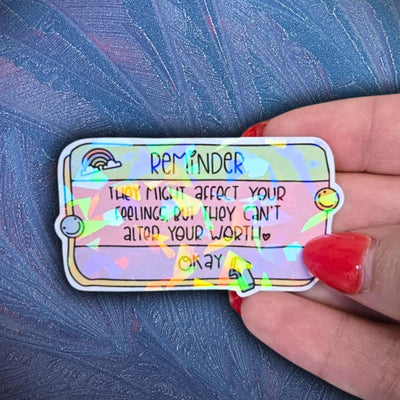 REMINDER
THEY MIGHT AFFECT YOUR
FEELINGS, BUT THEY CAN'T
ALTER YOUR WORTH♥
OKAY